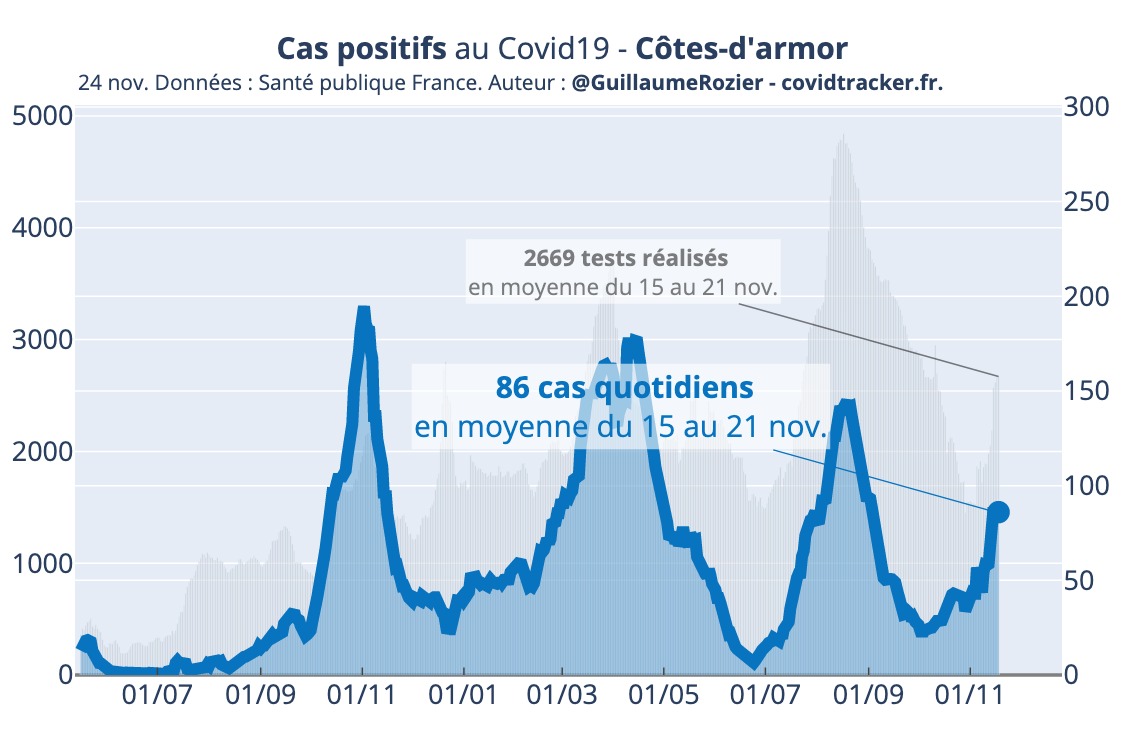 Cas positifs au Covid19 - Côtes-d'armor
24 nov. Données : Santé publique France. Auteur : @GuillaumeRozier - covidtracker.fr.
5000
4000
3000
2000
1000
0
300
250
200
150
100
50
0
2669 tests réalisés
en moyenne du 15 au 21 nov.
86 cas quotidiens
en moyenne du 15 au 21 nov.
01/07 01/09 01/11 01/01 01/03 01/05 01/07 01/09 01/11